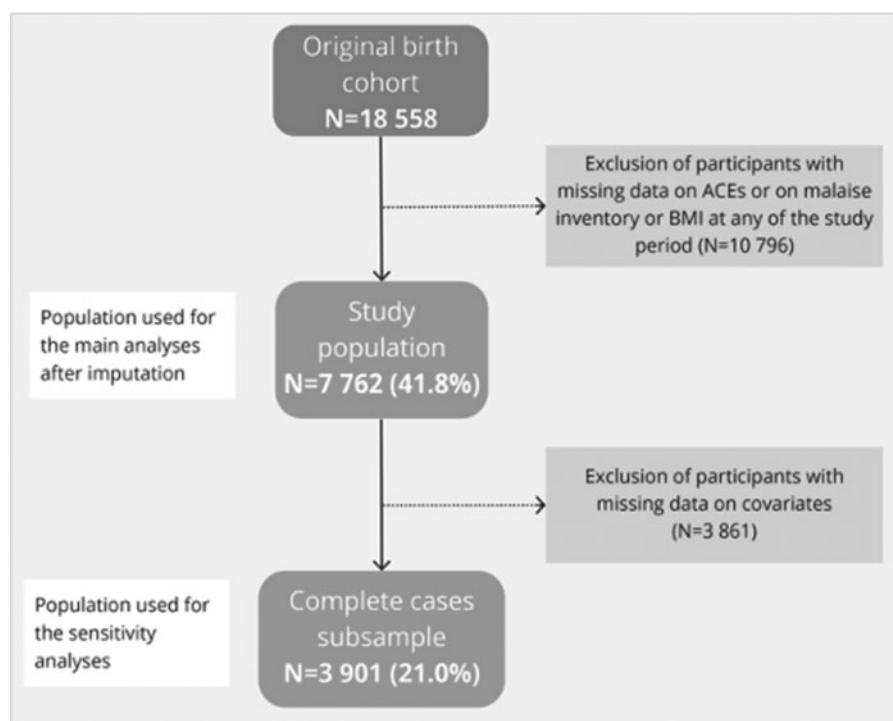 Original birth
cohort
N=18 558
Exclusion of participants with
missing data on ACEs or on malaise
inventory or BMI at any of the study
period (N=10 796)
Population used for
the main analyses
after imputation
Study
population
N=7 762 (41.8%)
Exclusion of participants with
missing data on covariates
(N=3 861)
Population used for
the sensitivity
analyses
Complete cases
subsample
N=3 901 (21.0%)